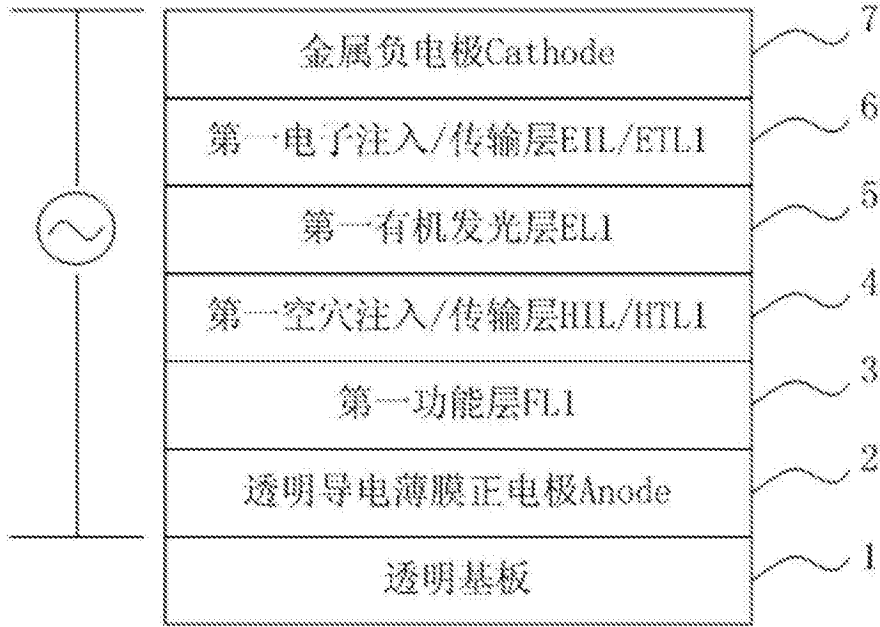 金属负电极Cathode
7
第一电子注入/传输层EIL/ETL1
6
第一有机发光层EL1
5
第一空穴注入/传输层HIL/HTL1
4
第一功能层FL1
3
透明导电薄膜正电极Anode
2
透明基板
1